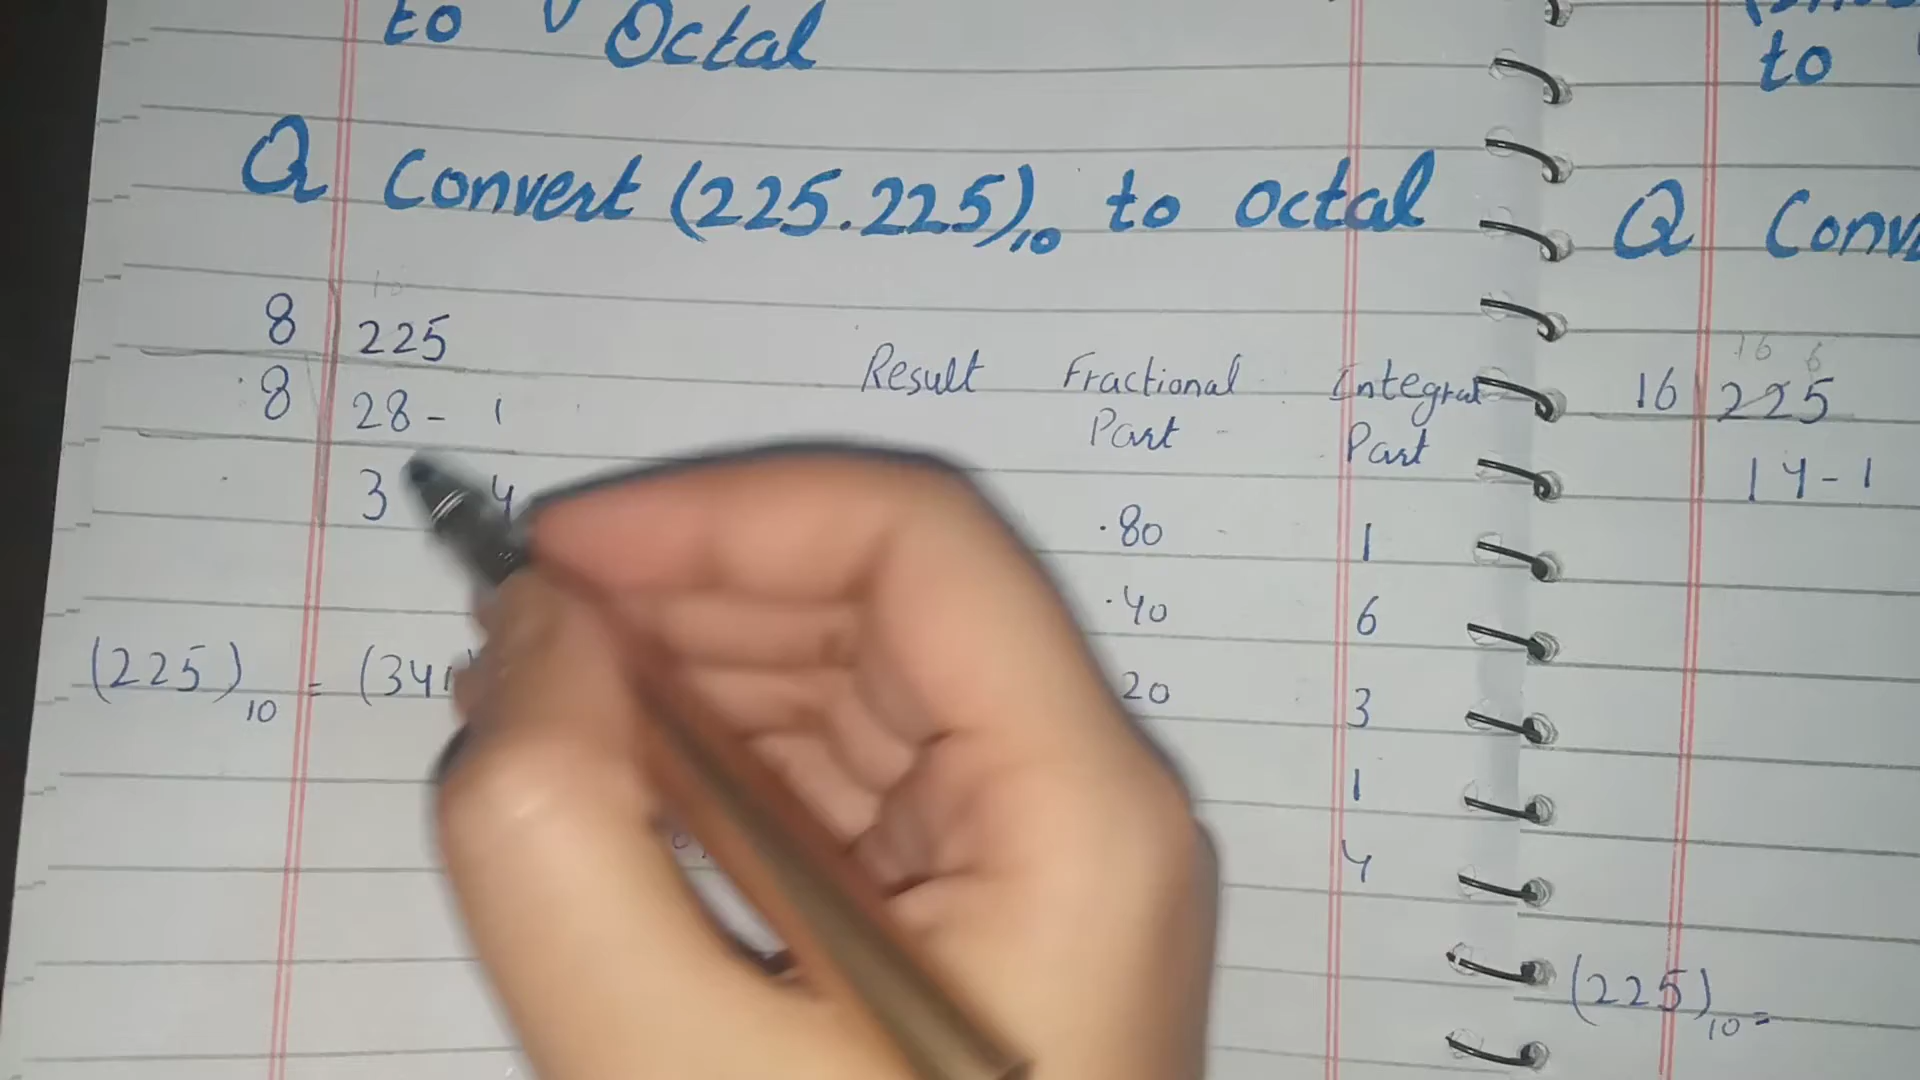 to Octal
Q Convert (225.225)10 to Octal
8 225
8 28 - 1
3 4
(225)10 = (341
Result Fractional Part Integral Part
.80 1
.40 6
20 3
1
4
to
Q Conv
16 225
14 - 1
(225)10 =